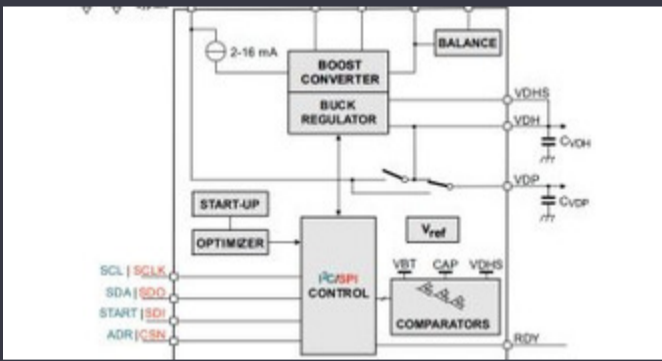 2-16 mA
BALANCE
BOOST
CONVERTER
BUCK
REGULATOR
VDHS
VDH
CVDH
VDP
CVDP
START-UP
OPTIMIZER
Vref
SCL | SCLK
SDA | SDO
START | SDI
ADR | CSN
I²C/SPI
CONTROL
VBT CAP VDHS
COMPARATORS
RDY